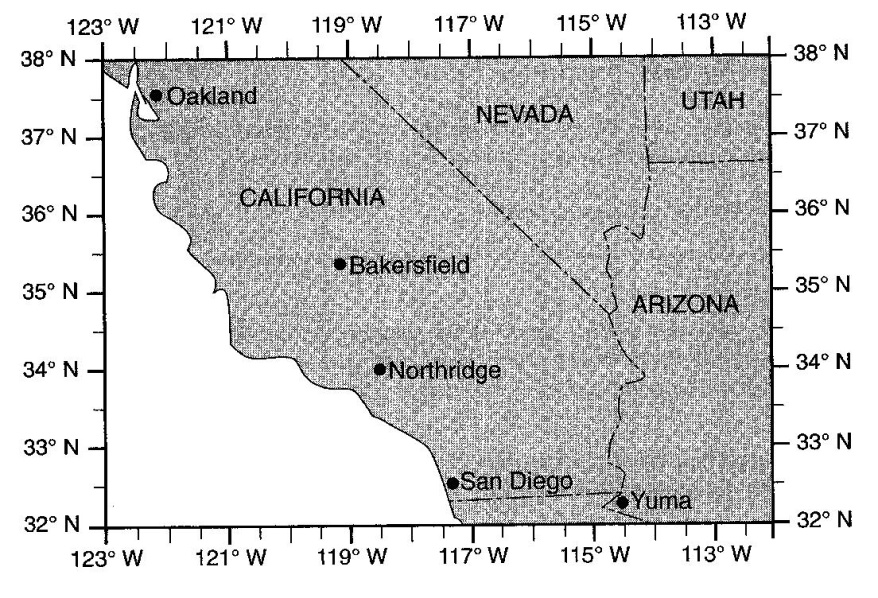 123° W 121° W 119° W 117° W 115° W 113° W
38° N 38° N
Oakland
NEVADA UTAH
37° N 37° N
CALIFORNIA
36° N 36° N
Bakersfield
35° N 35° N
ARIZONA
34° N Northridge 34° N
33° N 33° N
San Diego
Yuma
32° N 32° N
123° W 121° W 119° W 117° W 115° W 113° W